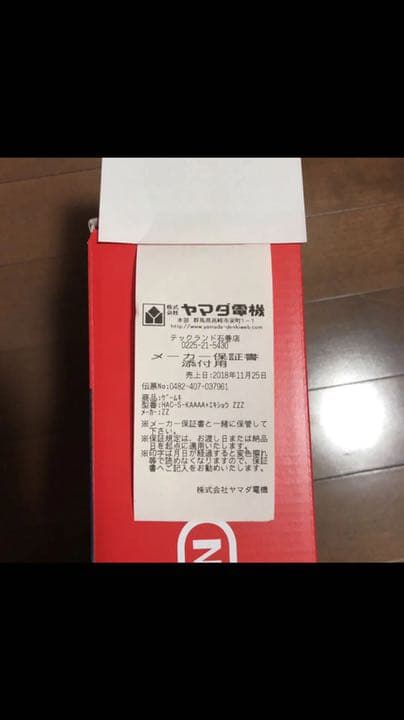 株式会社 ヤマダ電機
本部 群馬県高崎市栄町1-1
http://www.yamada-denkiweb.com
テックランド石巻店
0225-21-5430
メーカー保証書
添付用
売上日:2018年11月25日
伝票No:0482-407-037961
商品:ゲームキ
型番:HAC-S-KAAAA+エキショウ ZZZ
メーカー:ZZ
※メーカー保証書と一緒に保管して
下さい。
※保証規定は、お渡し日または納品
日を起点に適用いたします。
※印字は月日が経過すると変色擦れ
等で読めなくなりますので、保証
書へご記入をお勧めいたします。
株式会社ヤマダ電機
N